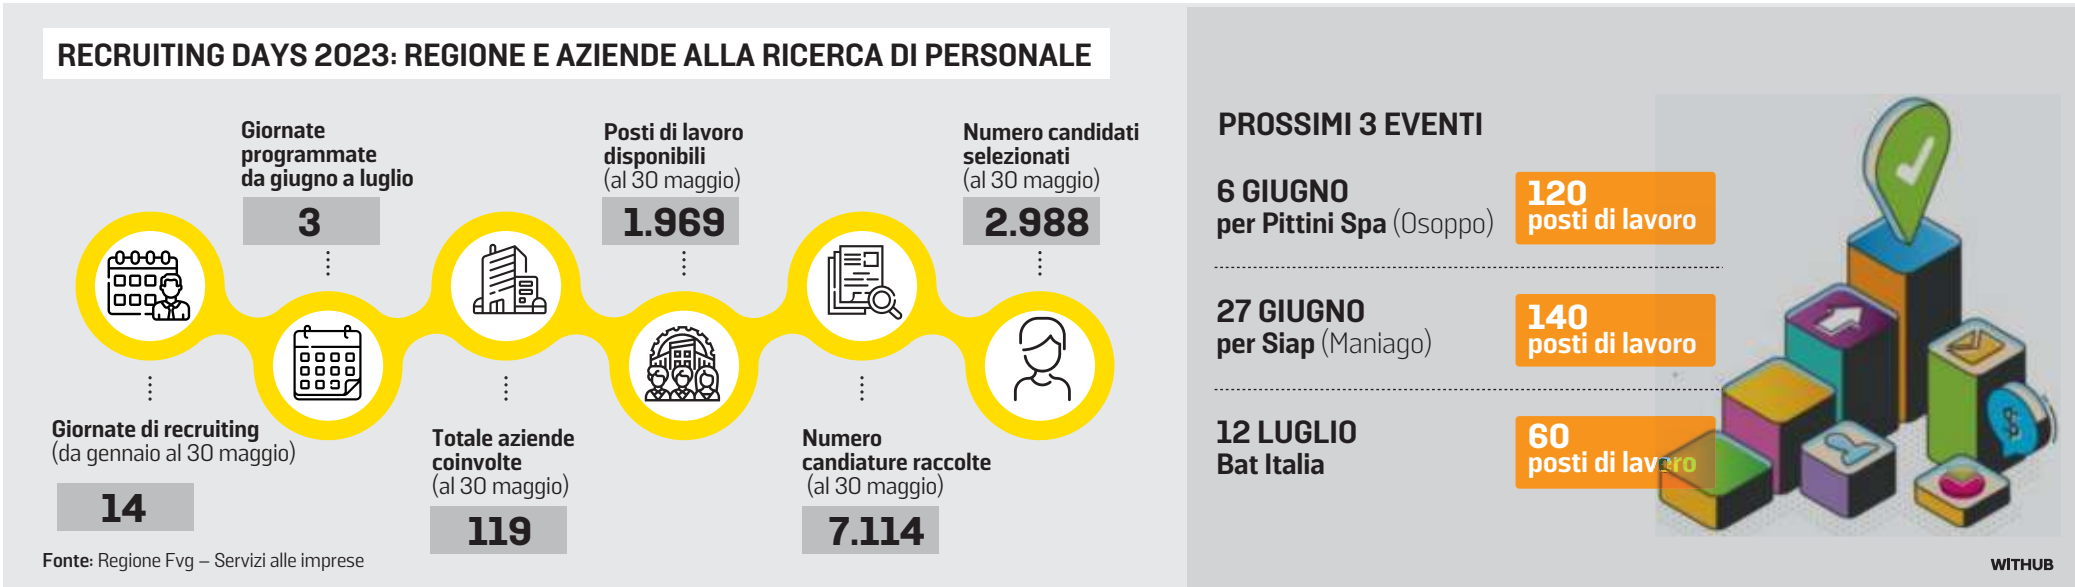 RECRUITING DAYS 2023: REGIONE E AZIENDE ALLA RICERCA DI PERSONALE
Giornate
programmate
da giugno a luglio
3
Posti di lavoro
disponibili
(al 30 maggio)
1.969
Numero candidati
selezionati
(al 30 maggio)
2.988
Giornate di recruiting
(da gennaio al 30 maggio)
14
Totale aziende
coinvolte
(al 30 maggio)
119
Numero
candiature raccolte
(al 30 maggio)
7.114
Fonte: Regione Fvg – Servizi alle imprese
PROSSIMI 3 EVENTI
6 GIUGNO
per Pittini Spa (Osoppo)
120
posti di lavoro
27 GIUGNO
per Siap (Maniago)
140
posti di lavoro
12 LUGLIO
Bat Italia
60
posti di lavoro
$
WITHUB